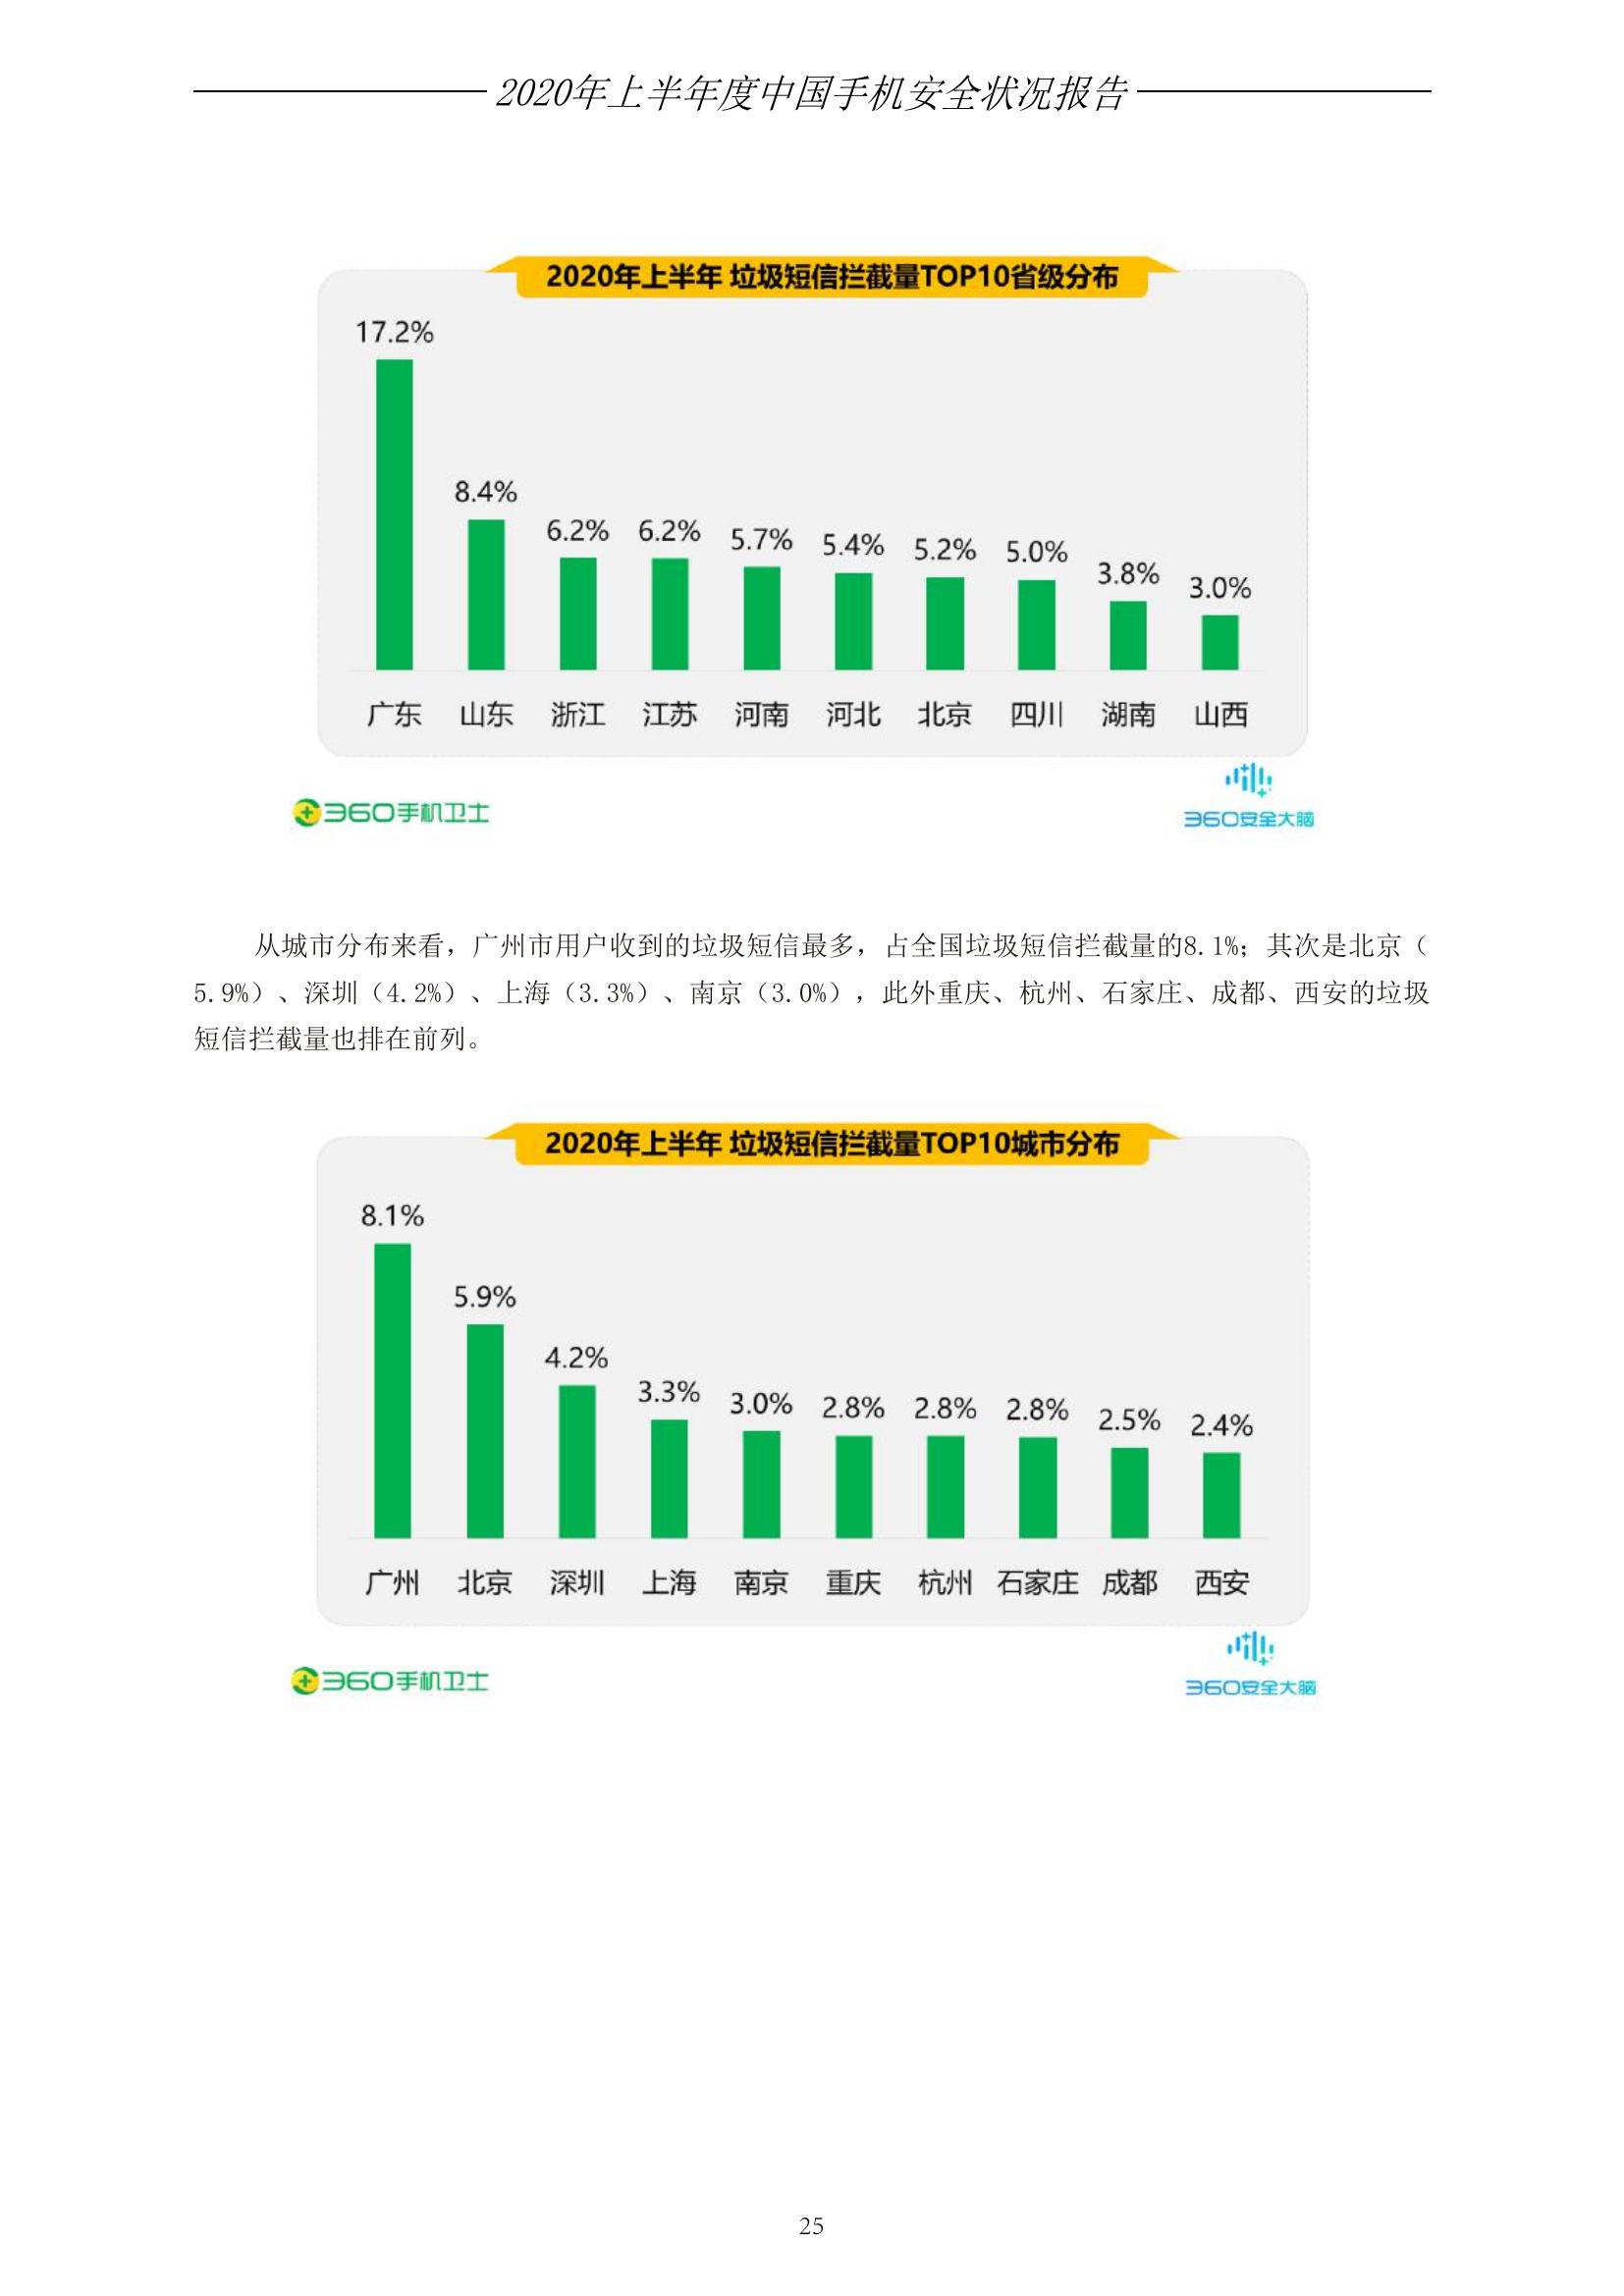 2020年上半年度中国手机安全状况报告
2020年上半年 垃圾短信拦截量TOP10省级分布
17.2%
8.4%
6.2% 6.2% 5.7% 5.4% 5.2% 5.0% 3.8% 3.0%
广东 山东 浙江 江苏 河南 河北 北京 四川 湖南 山西
360手机卫士
360安全大脑
从城市分布来看，广州市用户收到的垃圾短信最多，占全国垃圾短信拦截量的8.1%；其次是北京（
5.9%）、深圳（4.2%）、上海（3.3%）、南京（3.0%），此外重庆、杭州、石家庄、成都、西安的垃圾
短信拦截量也排在前列。
2020年上半年 垃圾短信拦截量TOP10城市分布
8.1%
5.9%
4.2%
3.3% 3.0% 2.8% 2.8% 2.8% 2.5% 2.4%
广州 北京 深圳 上海 南京 重庆 杭州 石家庄 成都 西安
360手机卫士
360安全大脑
25